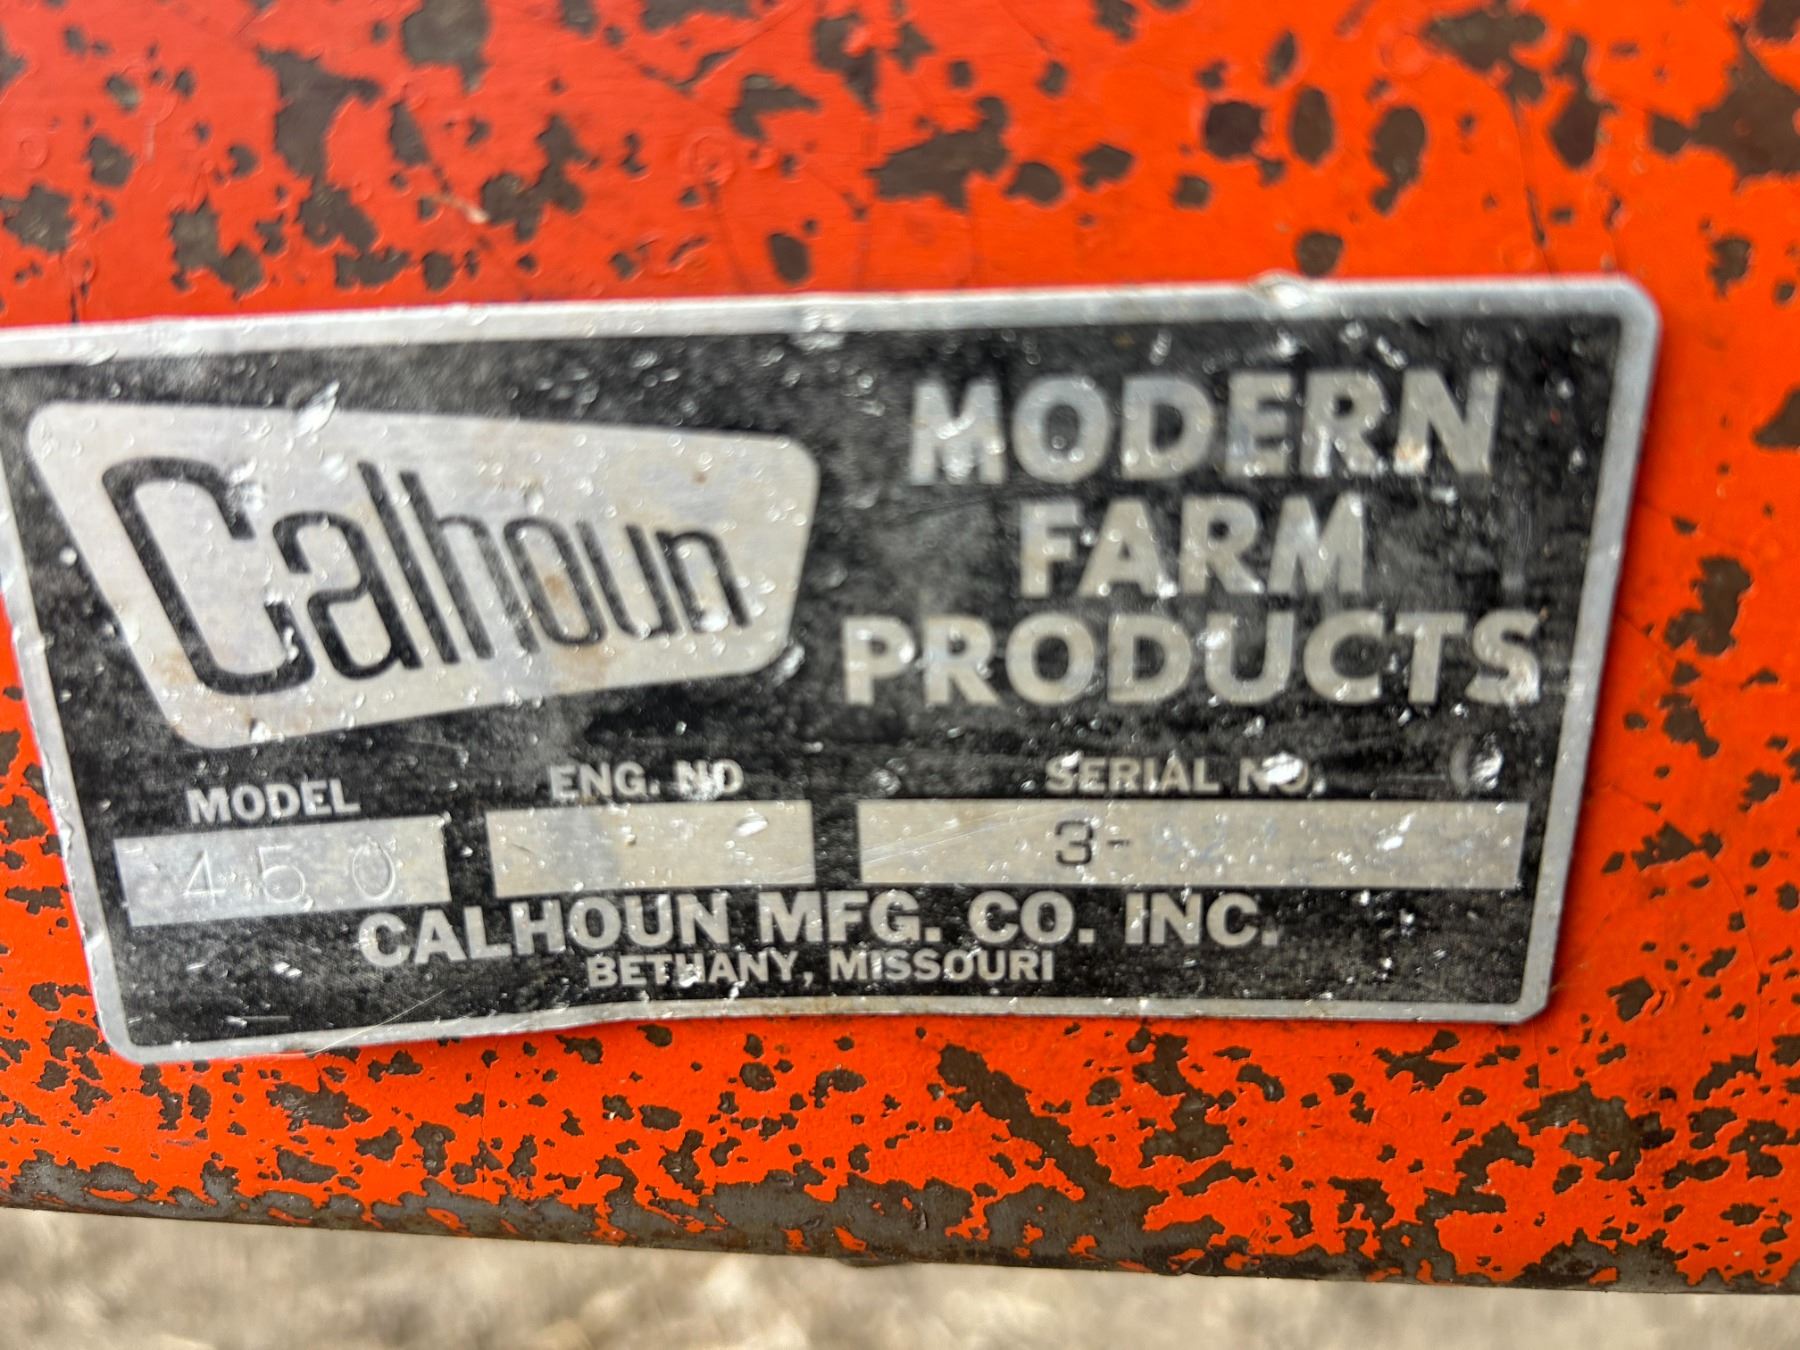 Calhoun
MODERN
FARM
PRODUCTS
MODEL ENG. NO SERIAL NO.
450 3-
CALHOUN MFG. CO. INC.
BETHANY, MISSOURI